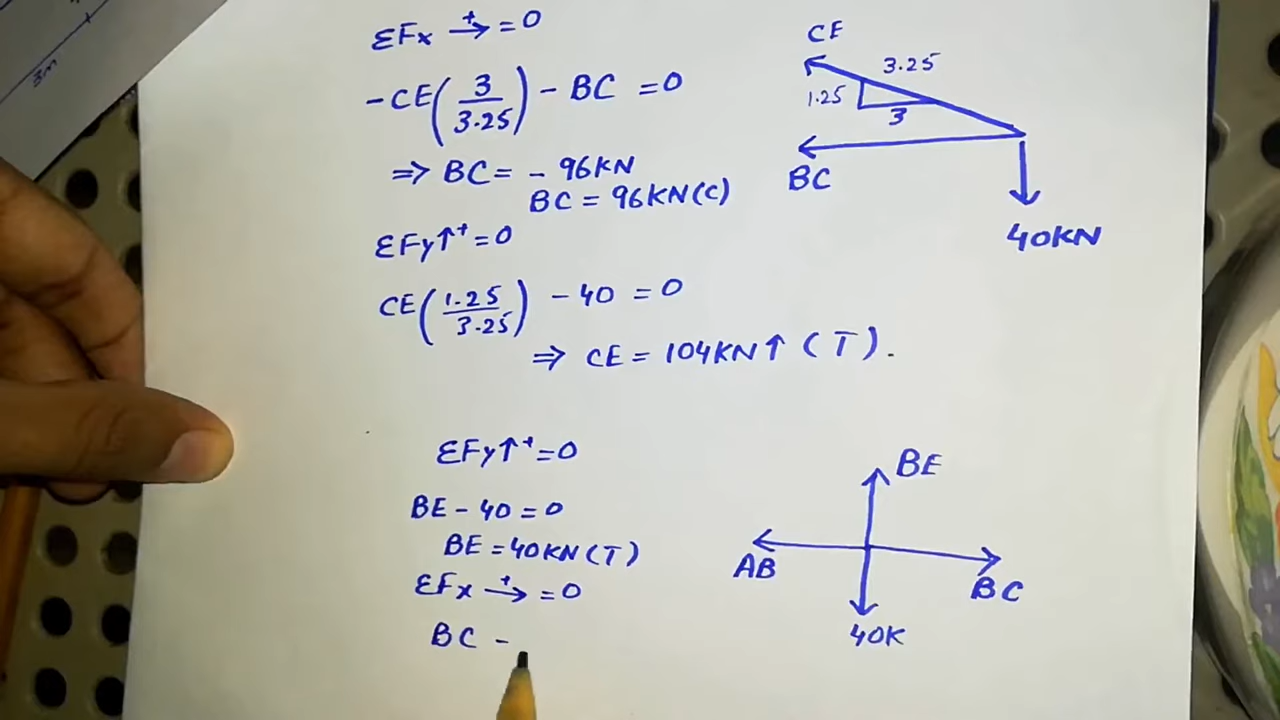 3m
ΣFx →+ = 0
-CE(3/3.25) - BC = 0
⇒ BC = - 96KN
BC = 96KN(C)
ΣFy↑+ = 0
CE(1.25/3.25) - 40 = 0
⇒ CE = 104KN↑ (T).
CE
3.25
1.25
3
BC
40KN
ΣFy↑+ = 0
BE - 40 = 0
BE = 40KN(T)
ΣFx →+ = 0
BC -
BE
AB
BC
40K